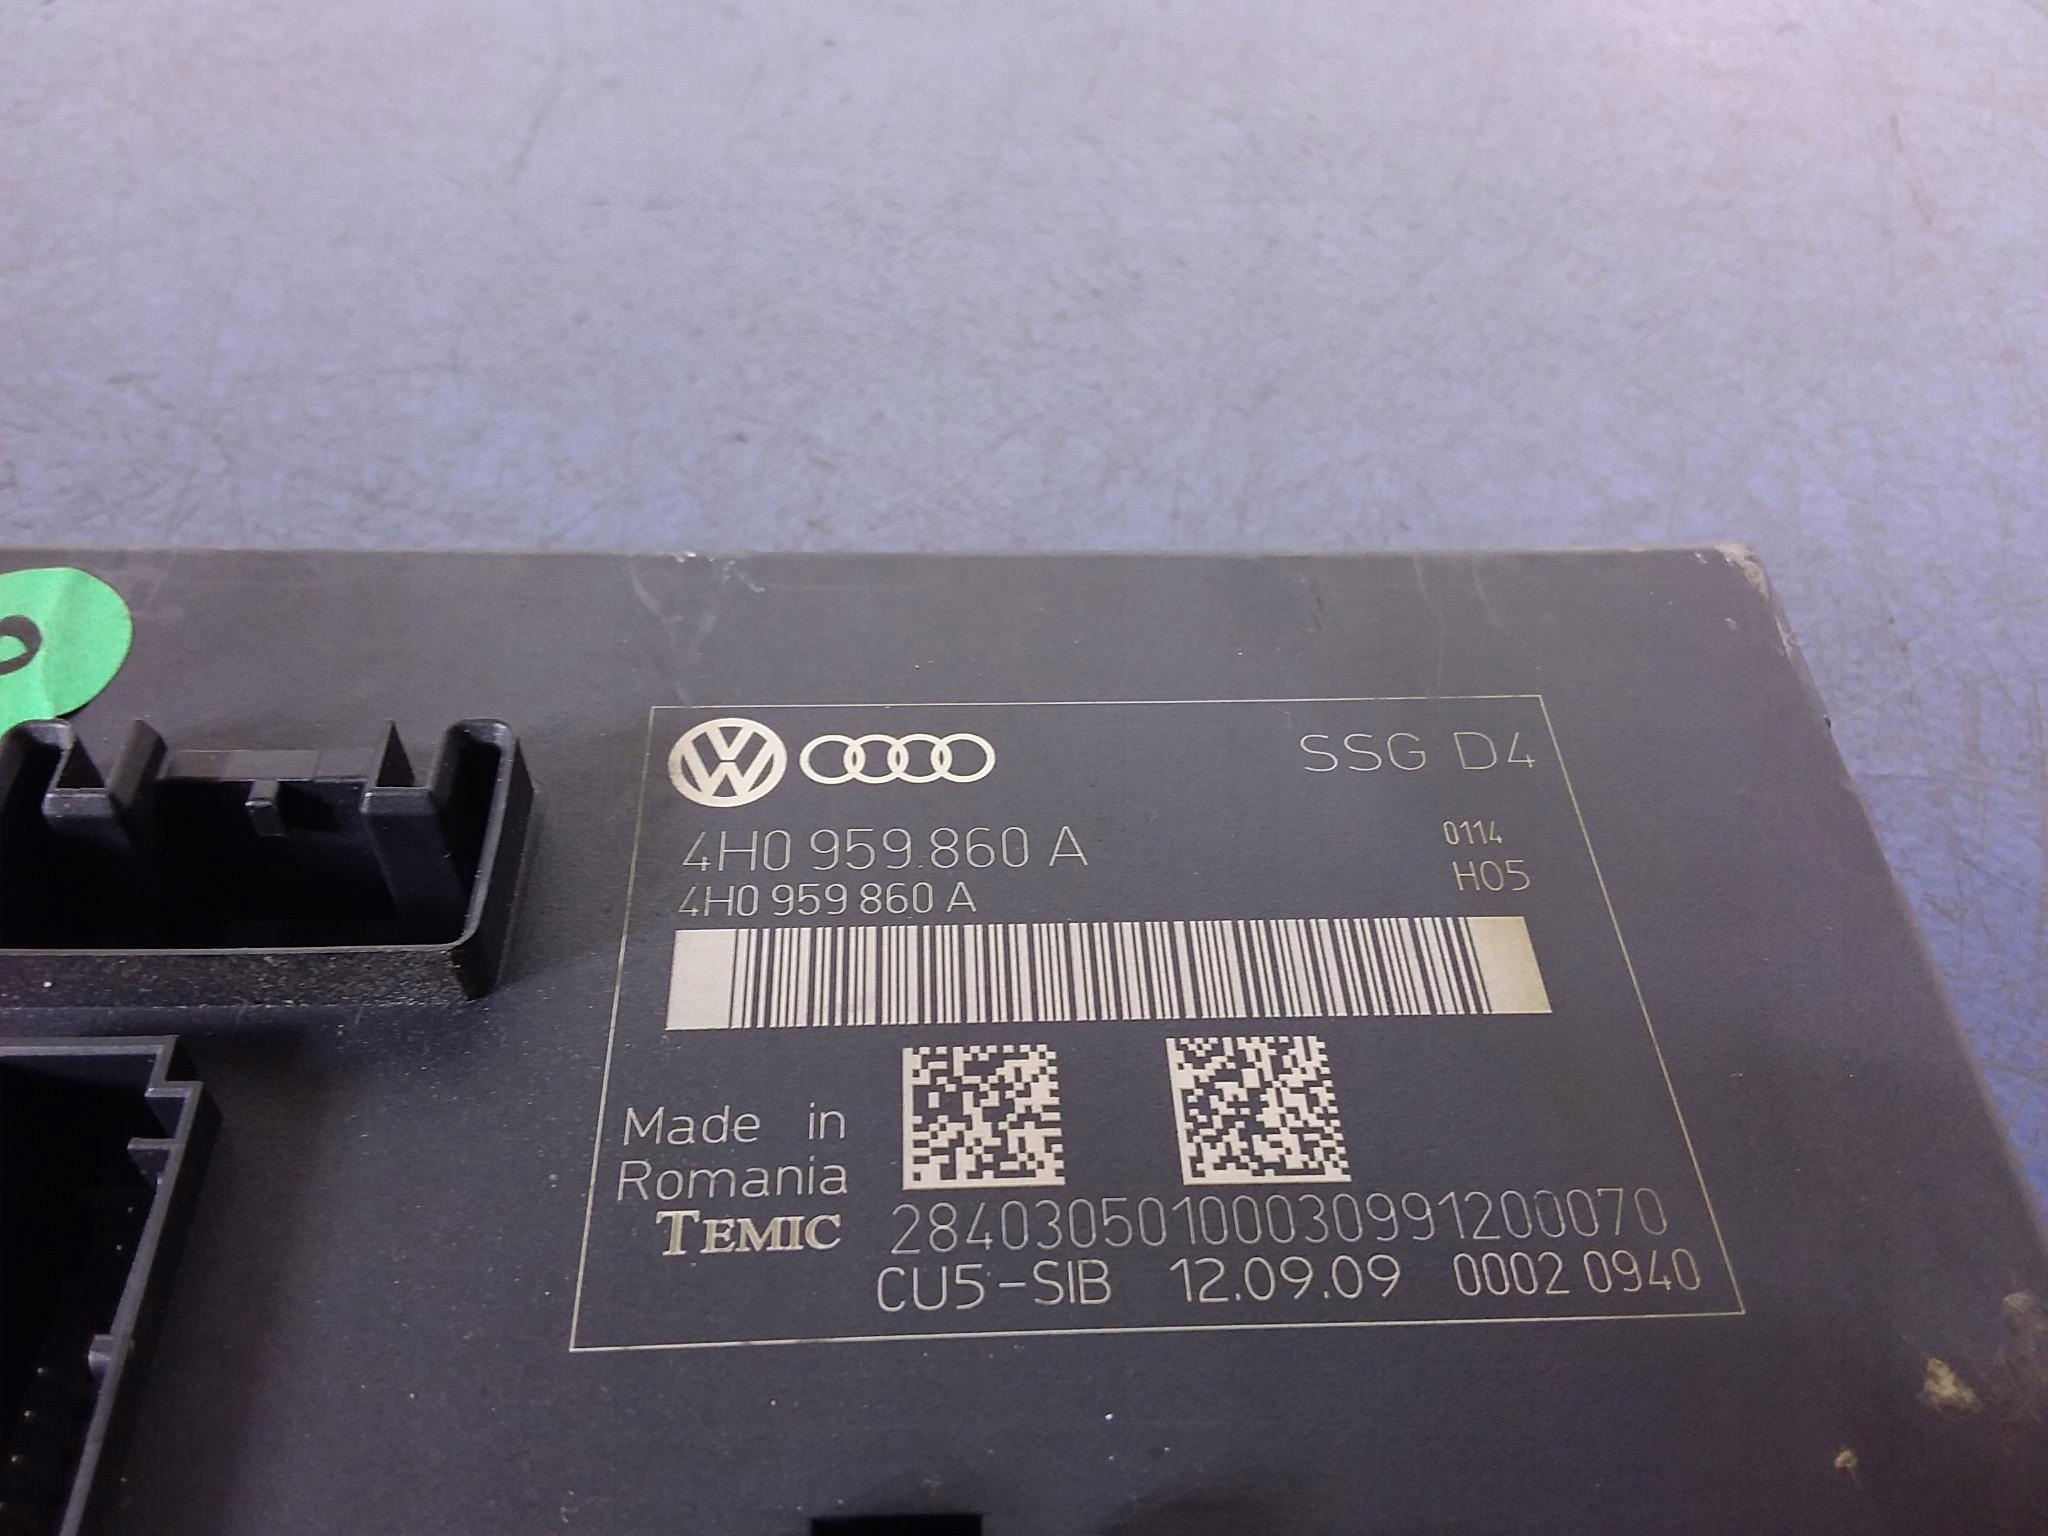 SSG D4
4H0 959 860 A
0114
4H0 959 860 A
H05
Made in
Romania
TEMIC
28403050100030991200070
CU5-SIB 12.09.09 0002 0940